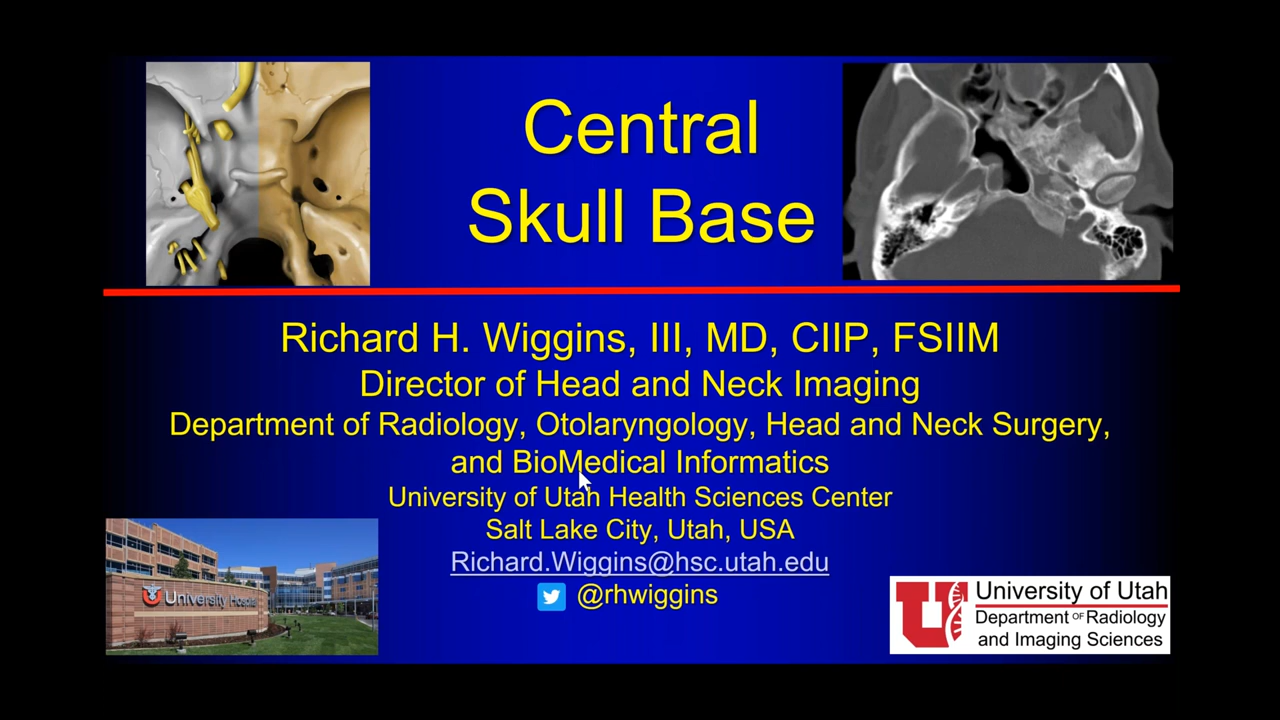 Central
Skull Base
Richard H. Wiggins, III, MD, CIIP, FSIIM
Director of Head and Neck Imaging
Department of Radiology, Otolaryngology, Head and Neck Surgery,
and BioMedical Informatics
University of Utah Health Sciences Center
Salt Lake City, Utah, USA
Richard.Wiggins@hsc.utah.edu
@rhwiggins
University Hospital
U
University of Utah
Department OF Radiology
and Imaging Sciences